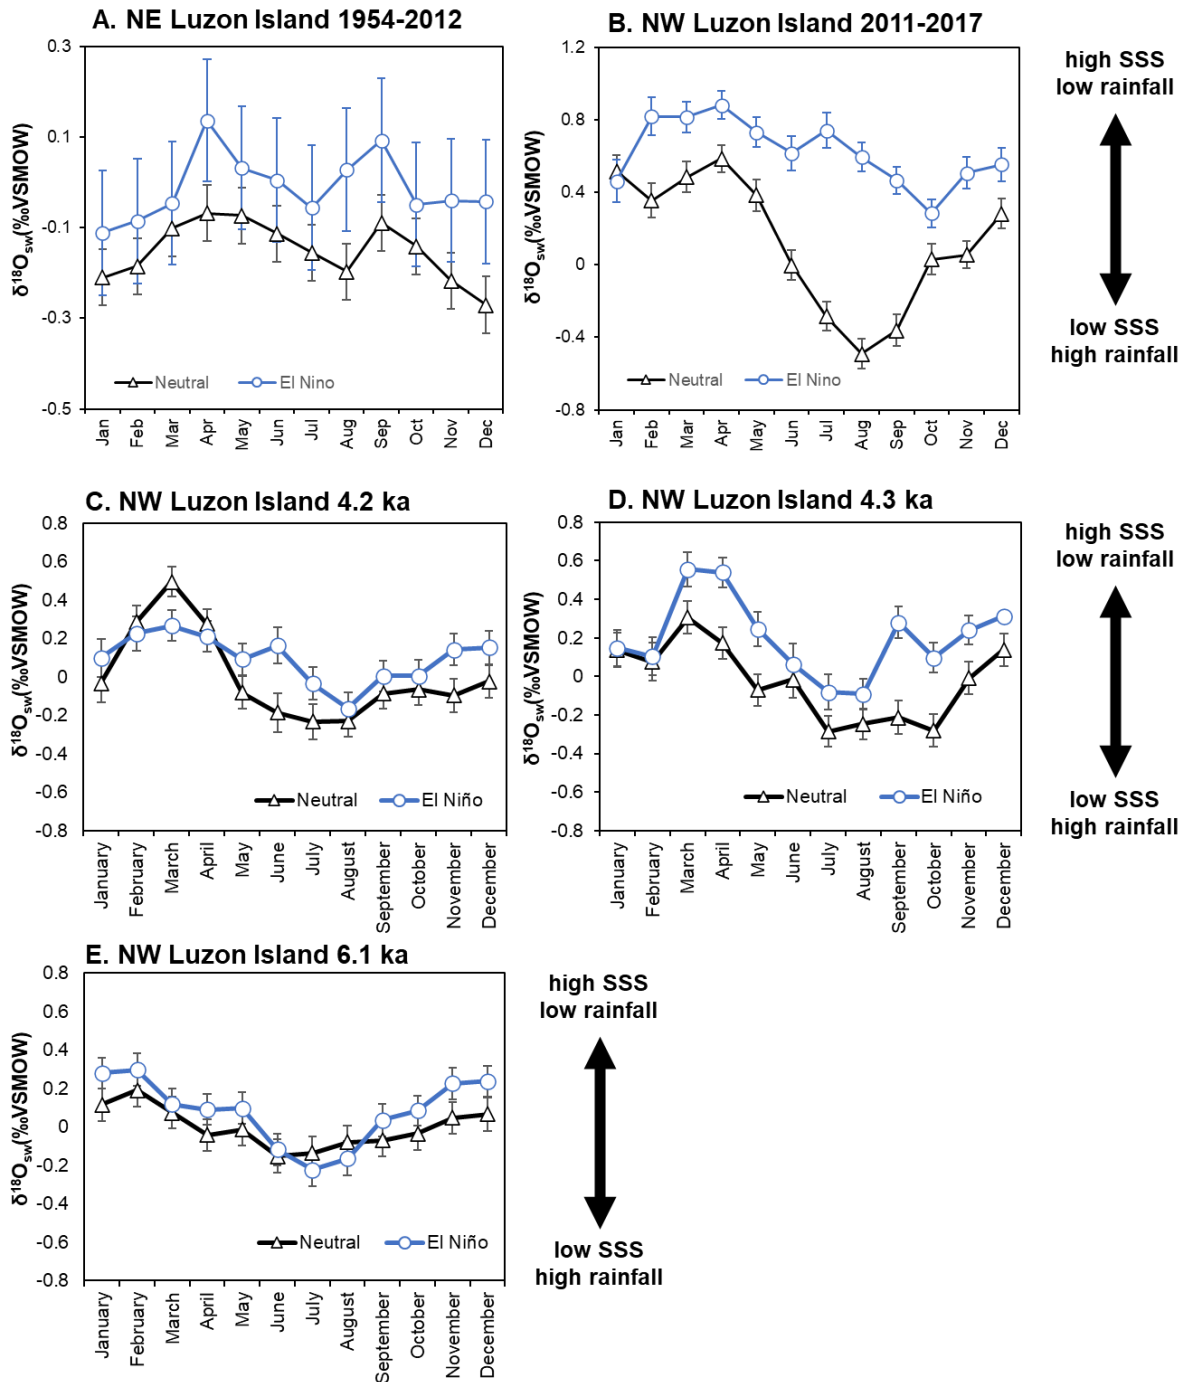 A. NE Luzon Island 1954-2012
0.3
0.1
-0.1
-0.3
-0.5
δ18Osw(‰VSMOW)
Neutral
El Nino
Jan
Feb
Mar
Apr
May
Jun
Jul
Aug
Sep
Oct
Nov
Dec
B. NW Luzon Island 2011-2017
1.2
0.8
0.4
0
-0.4
-0.8
δ18Osw(‰VSMOW)
Neutral
El Nino
Jan
Feb
Mar
Apr
May
Jun
Jul
Aug
Sep
Oct
Nov
Dec
high SSS
low rainfall
low SSS
high rainfall
C. NW Luzon Island 4.2 ka
0.8
0.6
0.4
0.2
0
-0.2
-0.4
-0.6
-0.8
δ18Osw(‰VSMOW)
Neutral
El Niño
January
February
March
April
May
June
July
August
September
October
November
December
D. NW Luzon Island 4.3 ka
0.8
0.6
0.4
0.2
0
-0.2
-0.4
-0.6
-0.8
δ18Osw(‰VSMOW)
Neutral
El Niño
January
February
March
April
May
June
July
August
September
October
November
December
high SSS
low rainfall
low SSS
high rainfall
E. NW Luzon Island 6.1 ka
0.8
0.6
0.4
0.2
0
-0.2
-0.4
-0.6
-0.8
δ18Osw(‰VSMOW)
Neutral
El Niño
January
February
March
April
May
June
July
August
September
October
November
December
high SSS
low rainfall
low SSS
high rainfall